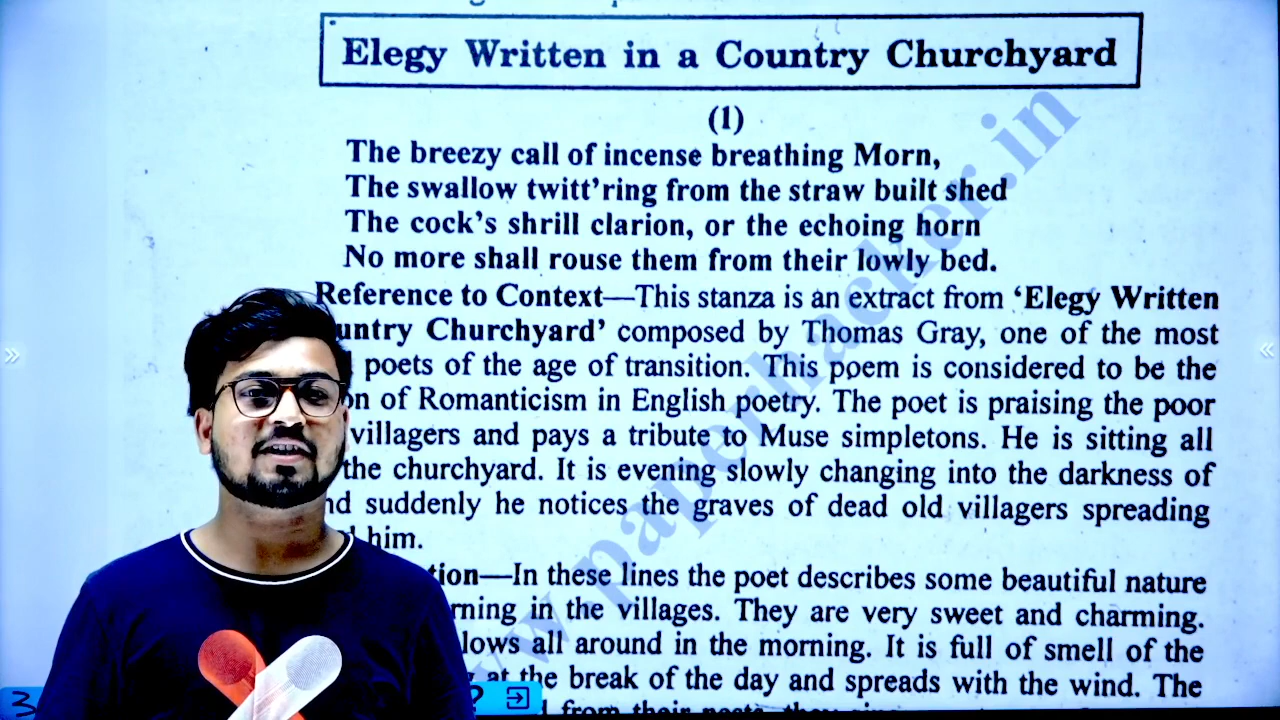 Elegy Written in a Country Churchyard
(1)
The breezy call of incense breathing Morn,
The swallow twitt'ring from the straw built shed
The cock's shrill clarion, or the echoing horn
No more shall rouse them from their lowly bed.
Reference to Context—This stanza is an extract from 'Elegy Written
untry Churchyard' composed by Thomas Gray, one of the most
poets of the age of transition. This poem is considered to be the
on of Romanticism in English poetry. The poet is praising the poor
villagers and pays a tribute to Muse simpletons. He is sitting all
the churchyard. It is evening slowly changing into the darkness of
nd suddenly he notices the graves of dead old villagers spreading
him.
tion—In these lines the poet describes some beautiful nature
rning in the villages. They are very sweet and charming.
lows all around in the morning. It is full of smell of the
at the break of the day and spreads with the wind. The
from their nests, they
w.paperhacker.in